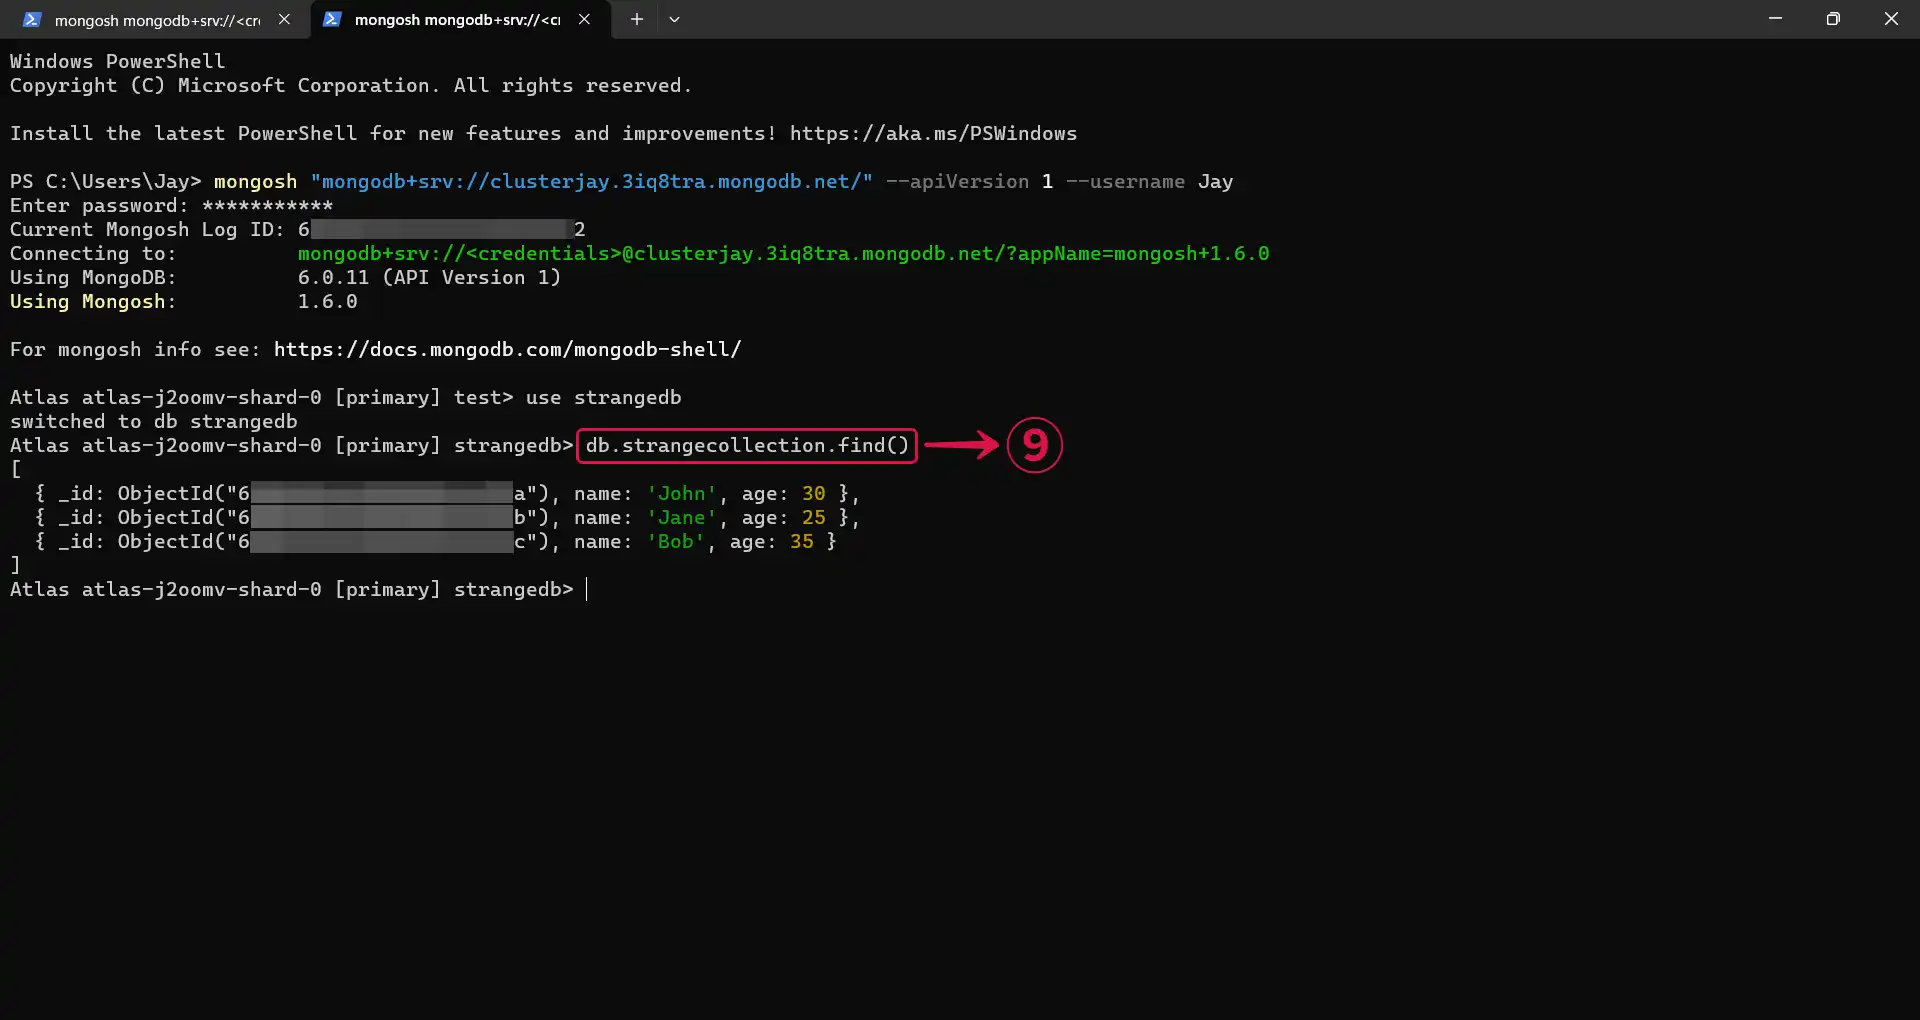 mongosh mongodb+srv://<cr
mongosh mongodb+srv://<cı
Windows PowerShell
Copyright (C) Microsoft Corporation. All rights reserved.
Install the latest PowerShell for new features and improvements! https://aka.ms/PSWindows
PS C:\Users\Jay> mongosh "mongodb+srv://clusterjay.3iq8tra.mongodb.net/" --apiVersion 1 --username Jay
Enter password: ***********
Current Mongosh Log ID: 6 2
Connecting to: mongodb+srv://<credentials>@clusterjay.3iq8tra.mongodb.net/?appName=mongosh+1.6.0
Using MongoDB: 6.0.11 (API Version 1)
Using Mongosh: 1.6.0
For mongosh info see: https://docs.mongodb.com/mongodb-shell/
Atlas atlas-j2oomv-shard-0 [primary] test> use strangedb
switched to db strangedb
Atlas atlas-j2oomv-shard-0 [primary] strangedb> db.strangecollection.find() 9
[
{ _id: ObjectId("6 a"), name: 'John', age: 30 },
{ _id: ObjectId("6 b"), name: 'Jane', age: 25 },
{ _id: ObjectId("6 c"), name: 'Bob', age: 35 }
]
Atlas atlas-j2oomv-shard-0 [primary] strangedb>